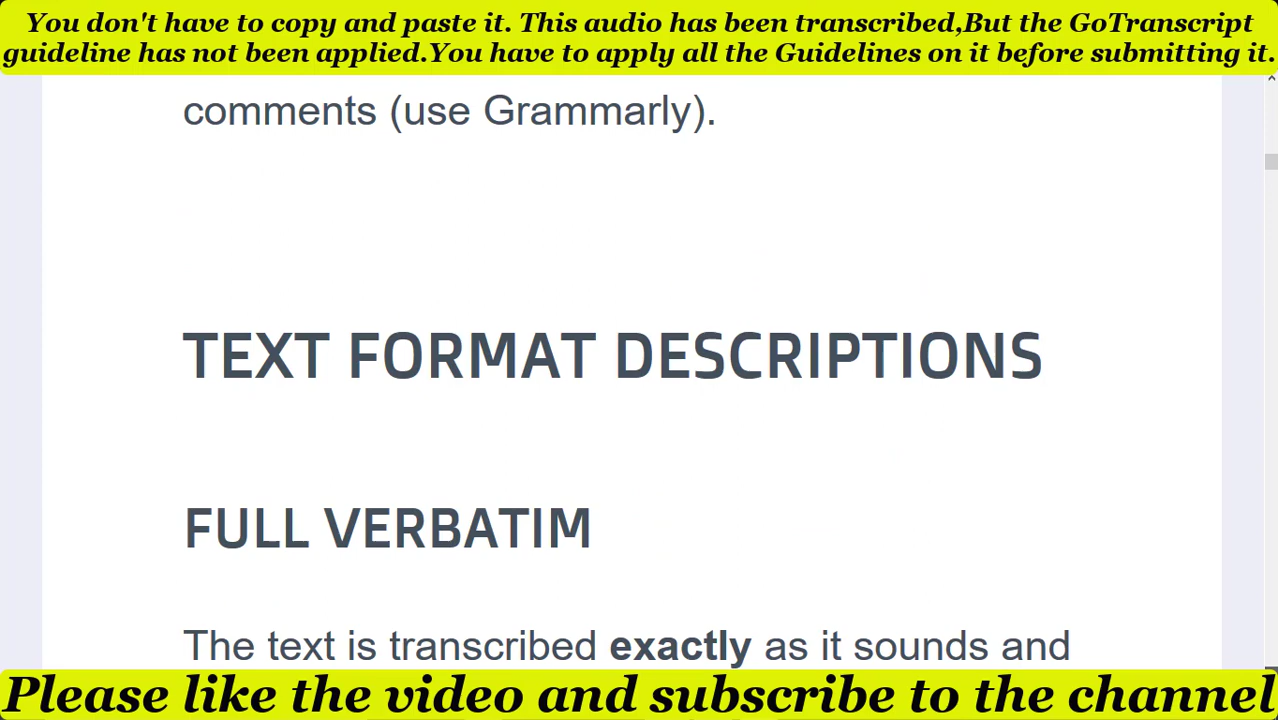 You don't have to copy and paste it. This audio has been transcribed,But the GoTranscript
guideline has not been applied.You have to apply all the Guidelines on it before submitting it.
comments (use Grammarly).
TEXT FORMAT DESCRIPTIONS
FULL VERBATIM
The text is transcribed exactly as it sounds and
Please like the video and subscribe to the channel